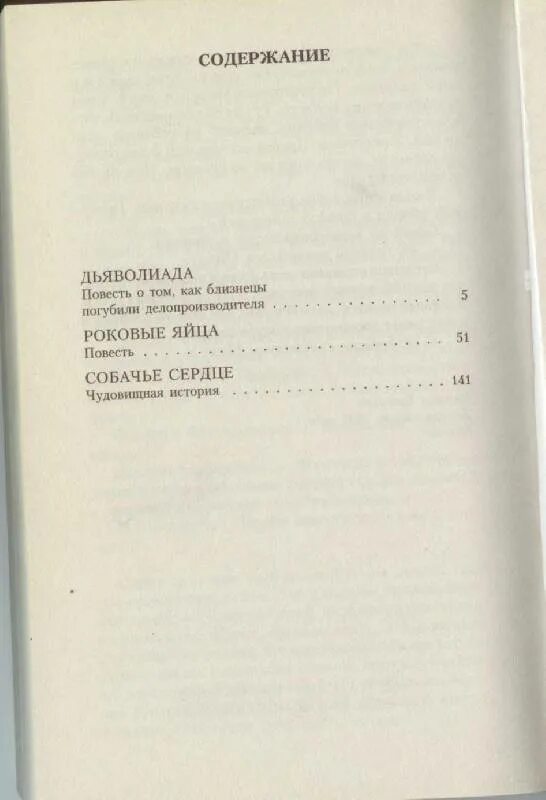 СОДЕРЖАНИЕ
ДЬЯВОЛИАДА
Повесть о том, как близнецы
погубили делопроизводителя . . . . . . . . . . . . . . . . 5
РОКОВЫЕ ЯЙЦА
Повесть . . . . . . . . . . . . . . . . . . . . . . . . . . . . 51
СОБАЧЬЕ СЕРДЦЕ
Чудовищная история . . . . . . . . . . . . . . . . . . . . 141